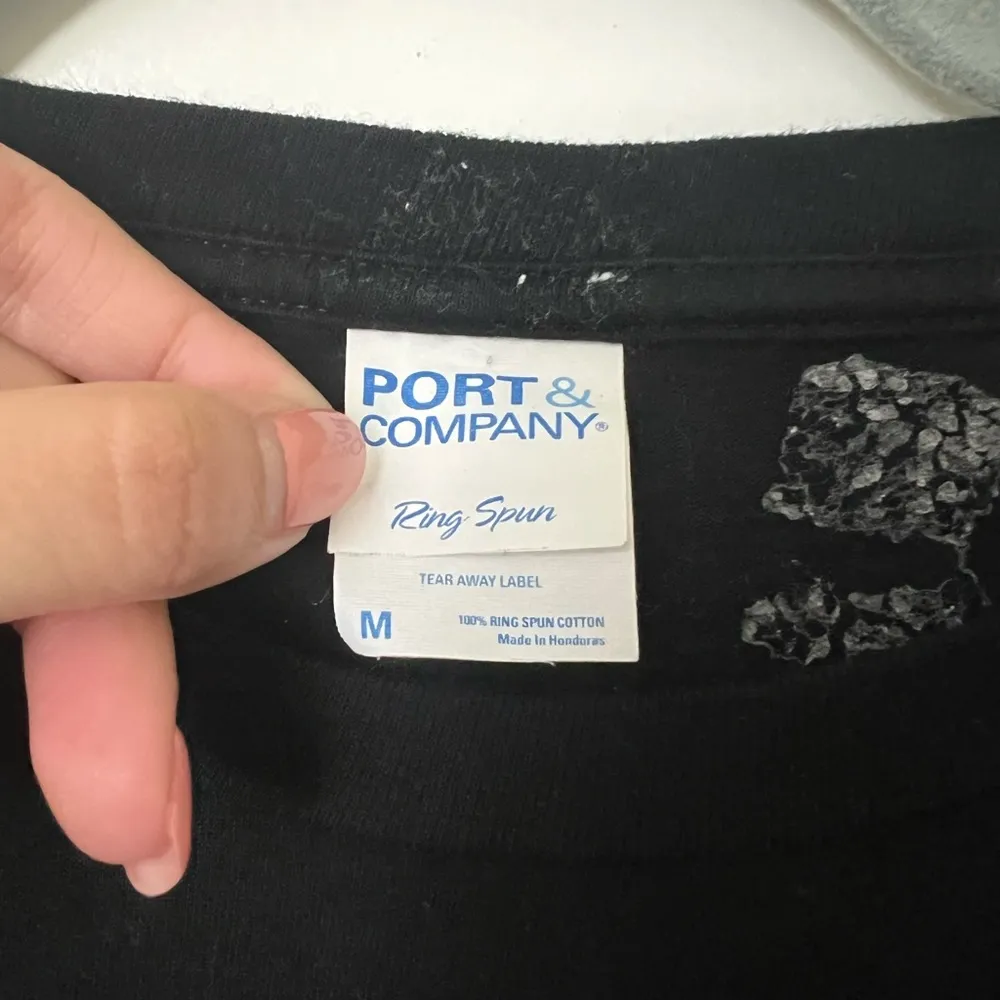 PORT &
COMPANY®
Ring Spun
TEAR AWAY LABEL
M
100% RING SPUN COTTON
Made In Honduras